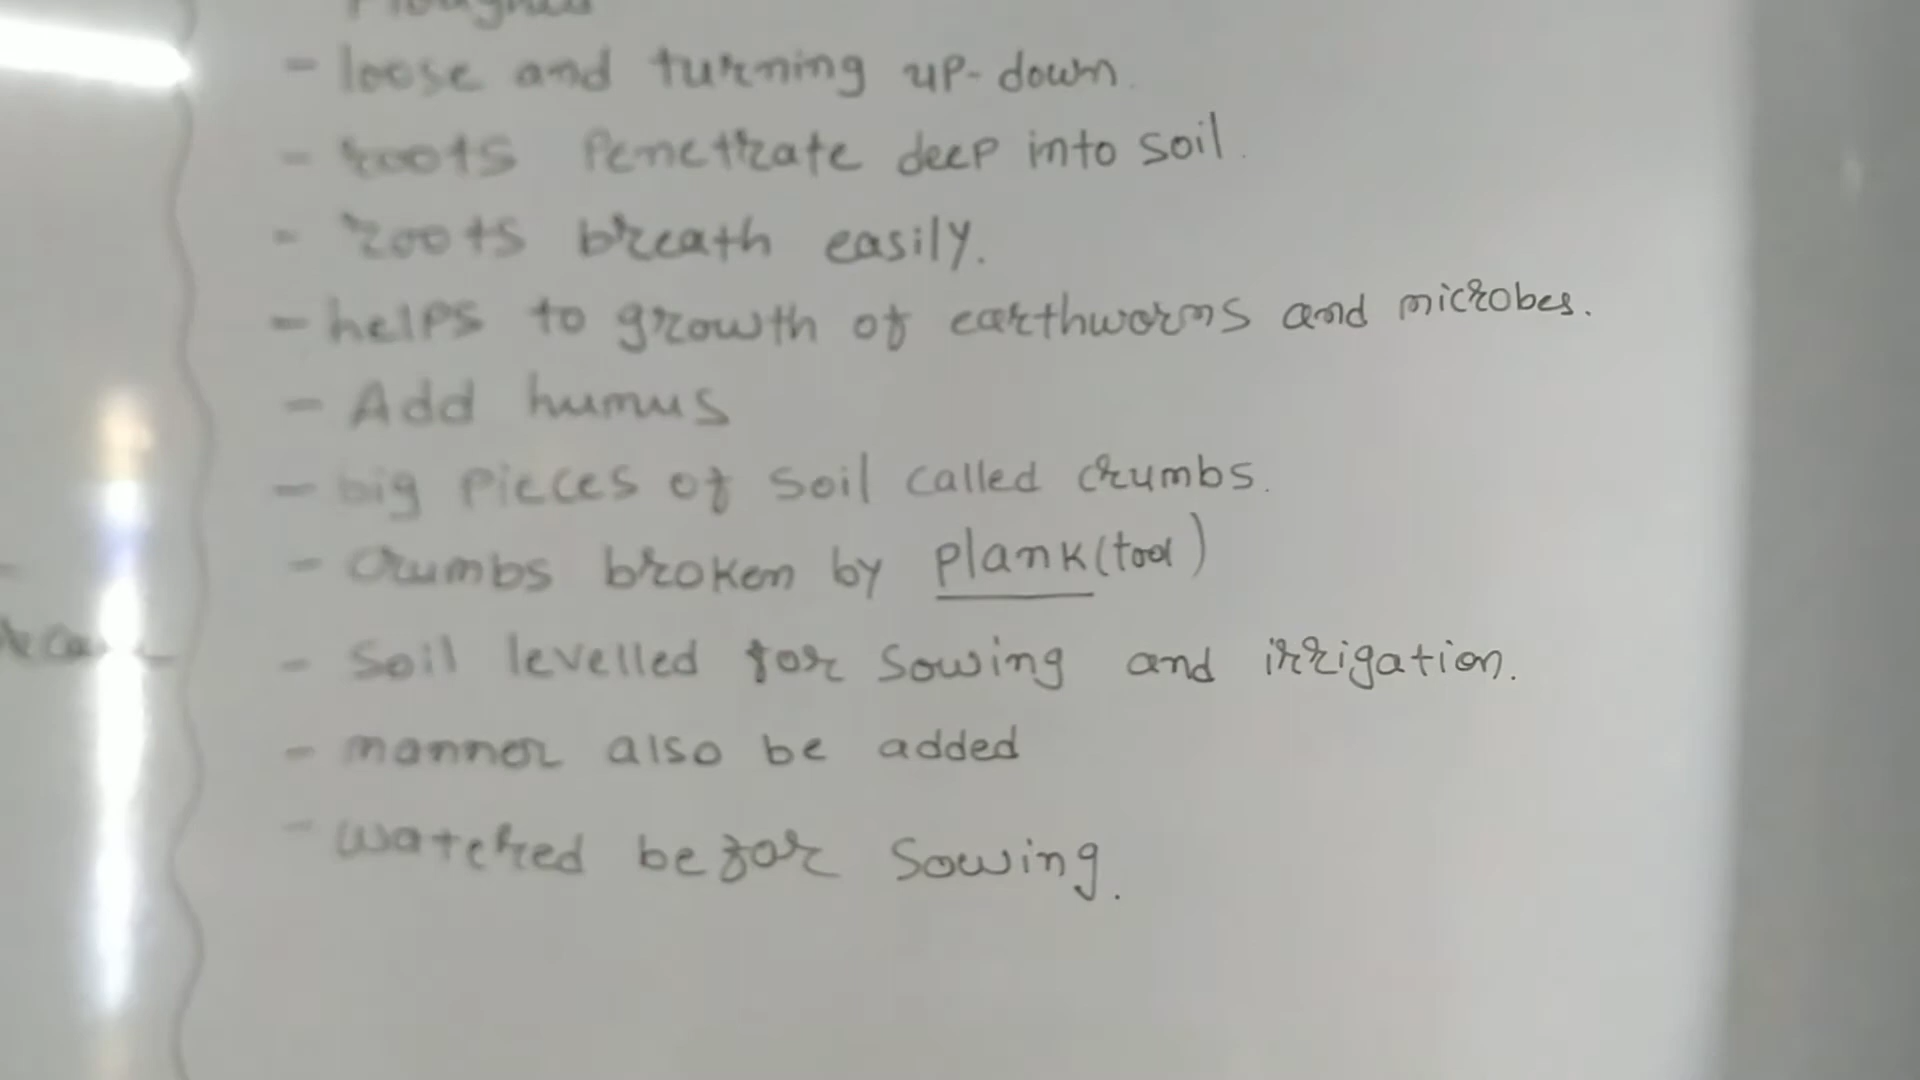 - loose and turning up-down.
- roots Penetrate deep into soil.
- roots breath easily.
- helps to growth of earthworms and microbes.
- Add humus
- big pieces of soil called crumbs.
- Crumbs broken by plank (tool)
- Soil levelled for sowing and irrigation.
- manner also be added
- watered befor sowing.